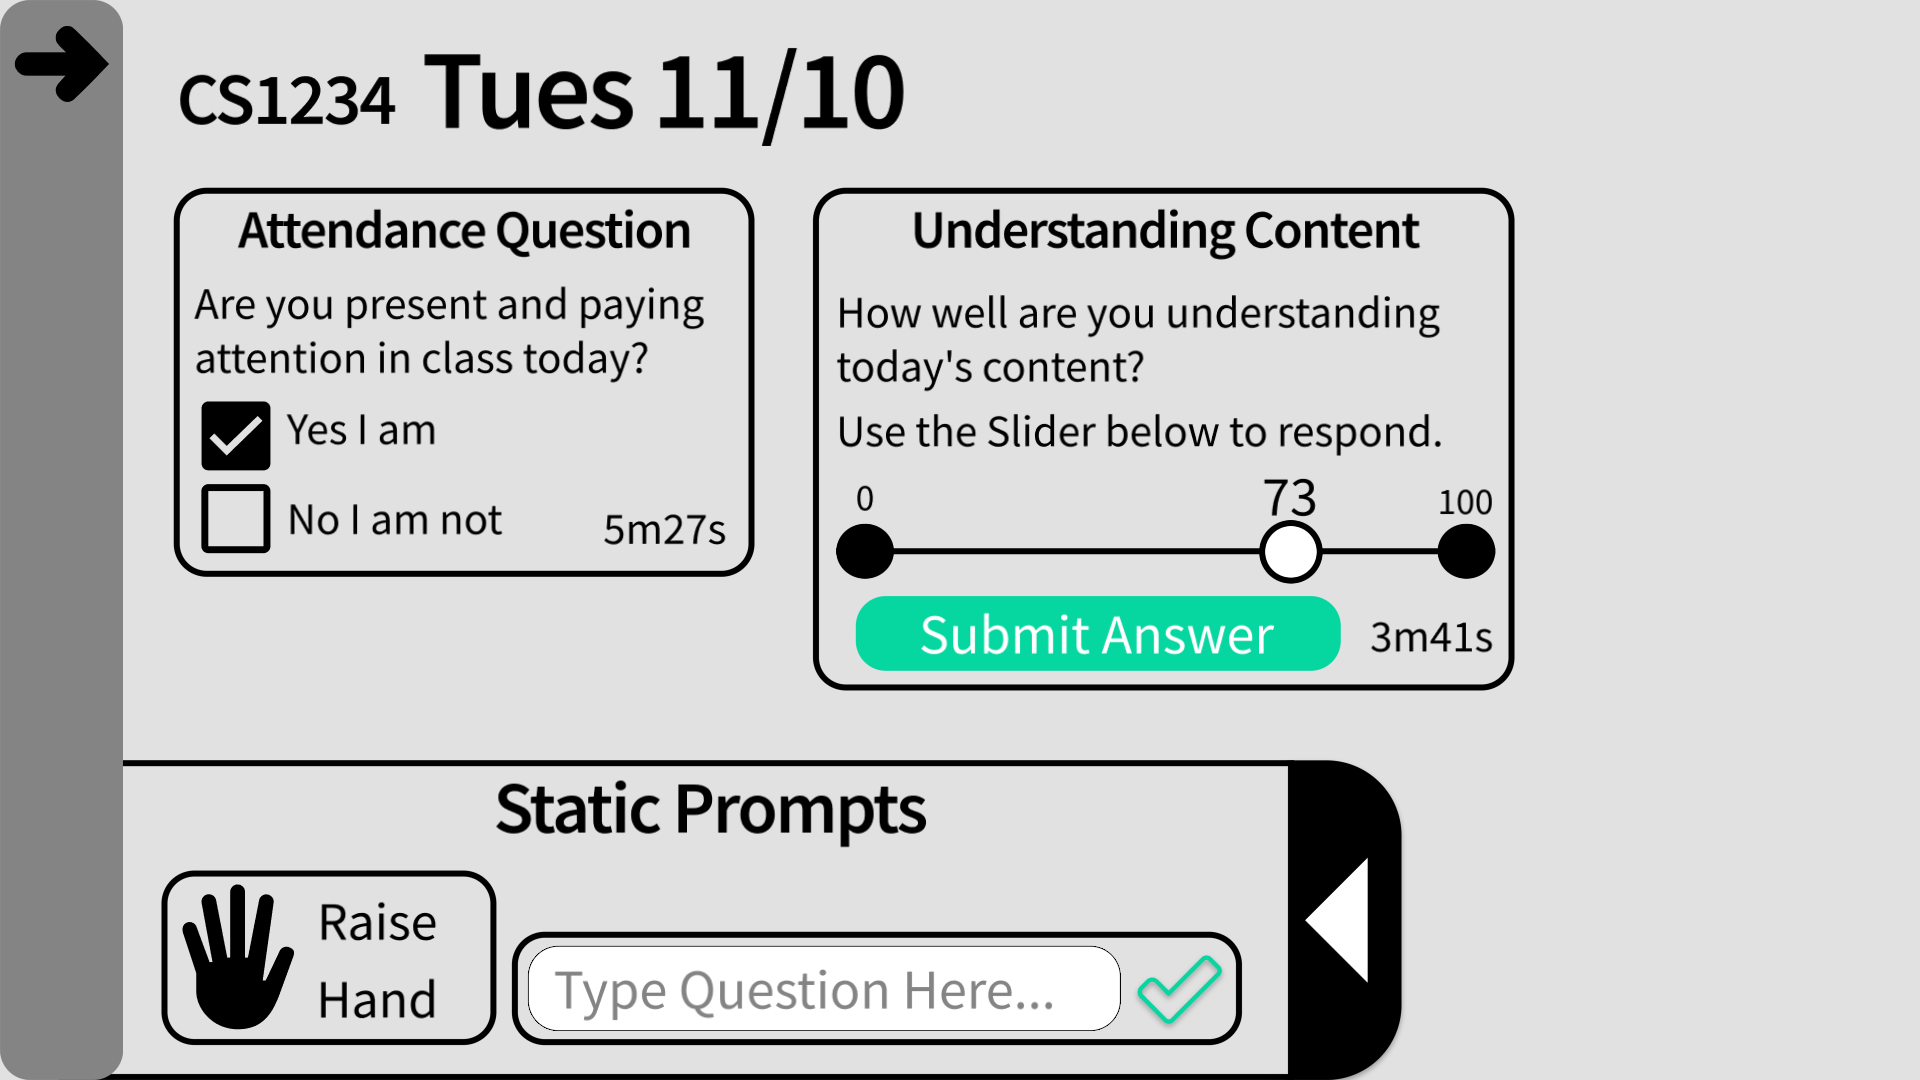 CS1234 Tues 11/10
Attendance Question
Are you present and paying
attention in class today?
Yes I am
No I am not
5m27s
Understanding Content
How well are you understanding
today's content?
Use the Slider below to respond.
0
73
100
Submit Answer
3m41s
Static Prompts
Raise
Hand
Type Question Here...